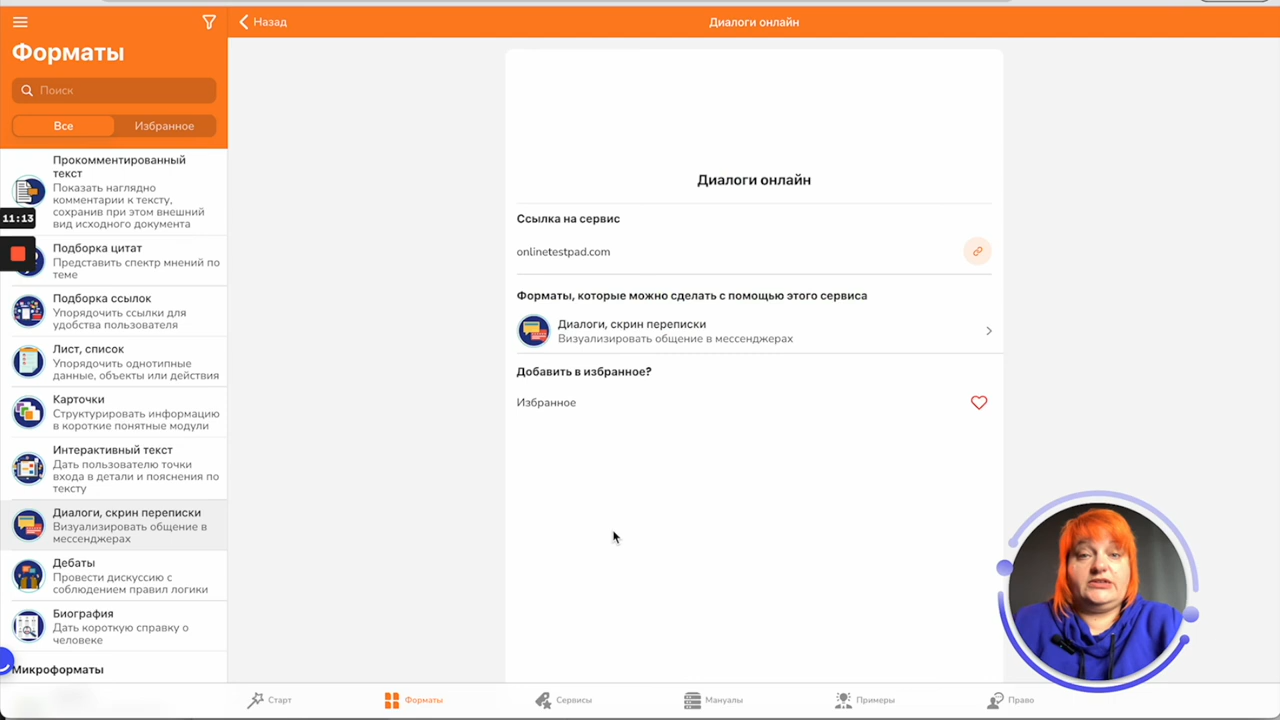 Форматы
Поиск
Все
Избранное
Прокомментированный
текст
Показать наглядно
комментарии к тексту,
сохранив при этом внешний
вид исходного документа
11:13
Подборка цитат
Представить спектр мнений по
теме
Подборка ссылок
Упорядочить ссылки для
удобства пользователя
Лист, список
Упорядочить однотипные
данные, объекты или действия
Карточки
Структурировать информацию
в короткие понятные модули
Интерактивный текст
Дать пользователю точки
входа в детали и пояснения по
тексту
Диалоги, скрин переписки
Визуализировать общение в
мессенджерах
Дебаты
Провести дискуссию с
соблюдением правил логики
Биография
Дать короткую справку о
человеке
Микроформаты
Назад
Диалоги онлайн
Диалоги онлайн
Ссылка на сервис
onlinetestpad.com
Форматы, которые можно сделать с помощью этого сервиса
Диалоги, скрин переписки
Визуализировать общение в мессенджерах
Добавить в избранное?
Избранное
Старт
Форматы
Сервисы
Мануалы
Примеры
Право